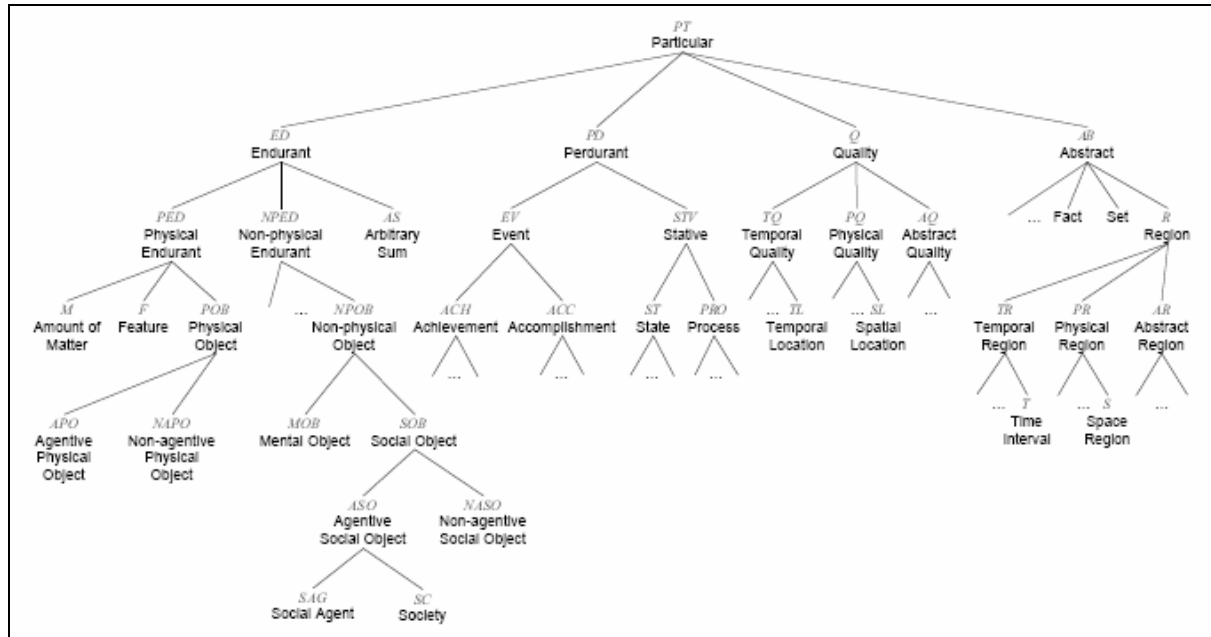 PT
Particular
ED PD Q AB
Endurant Perdurant Quality Abstract
PED NPED AS EV STV TQ PQ AQ ... Fact Set R
Physical Non-physical Arbitrary Event Stative Temporal Physical Abstract Region
Endurant Endurant Sum Quality Quality Quality
M F POB ... NPOB ACH ACC ST PRO ... TL ... SL ... TR PR AR
Amount of Feature Physical Non-physical Achievement Accomplishment State Process Temporal Spatial Temporal Physical Abstract
Matter Object Object Location Location Region Region Region
... ... ... ...
APO NAPO MOB SOB ... T ... S ...
Agentive Non-agentive Mental Object Social Object Time Space
Physical Physical Interval Region
Object Object
ASO NASO
Agentive Non-agentive
Social Object Social Object
SAG SC
Social Agent Society